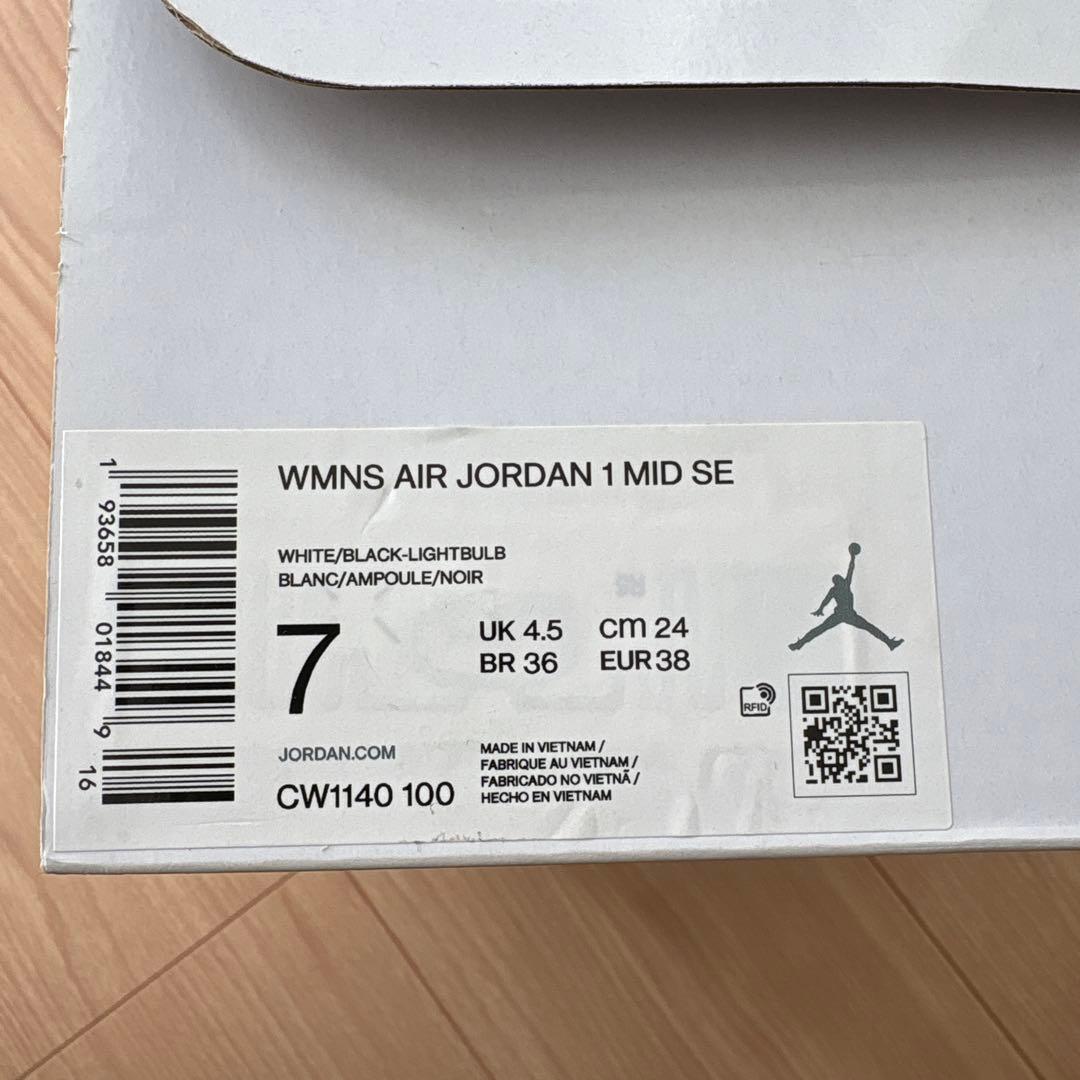 WMNS AIR JORDAN 1 MID SE
WHITE/BLACK-LIGHTBULB
BLANC/AMPOULE/NOIR
7
UK 4.5 cm 24
BR 36 EUR 38
RFID
JORDAN.COM
CW1140 100
MADE IN VIETNAM /
FABRIQUE AU VIETNAM /
FABRICADO NO VIETNÃ /
HECHO EN VIETNAM
1 93658 01844 9 16